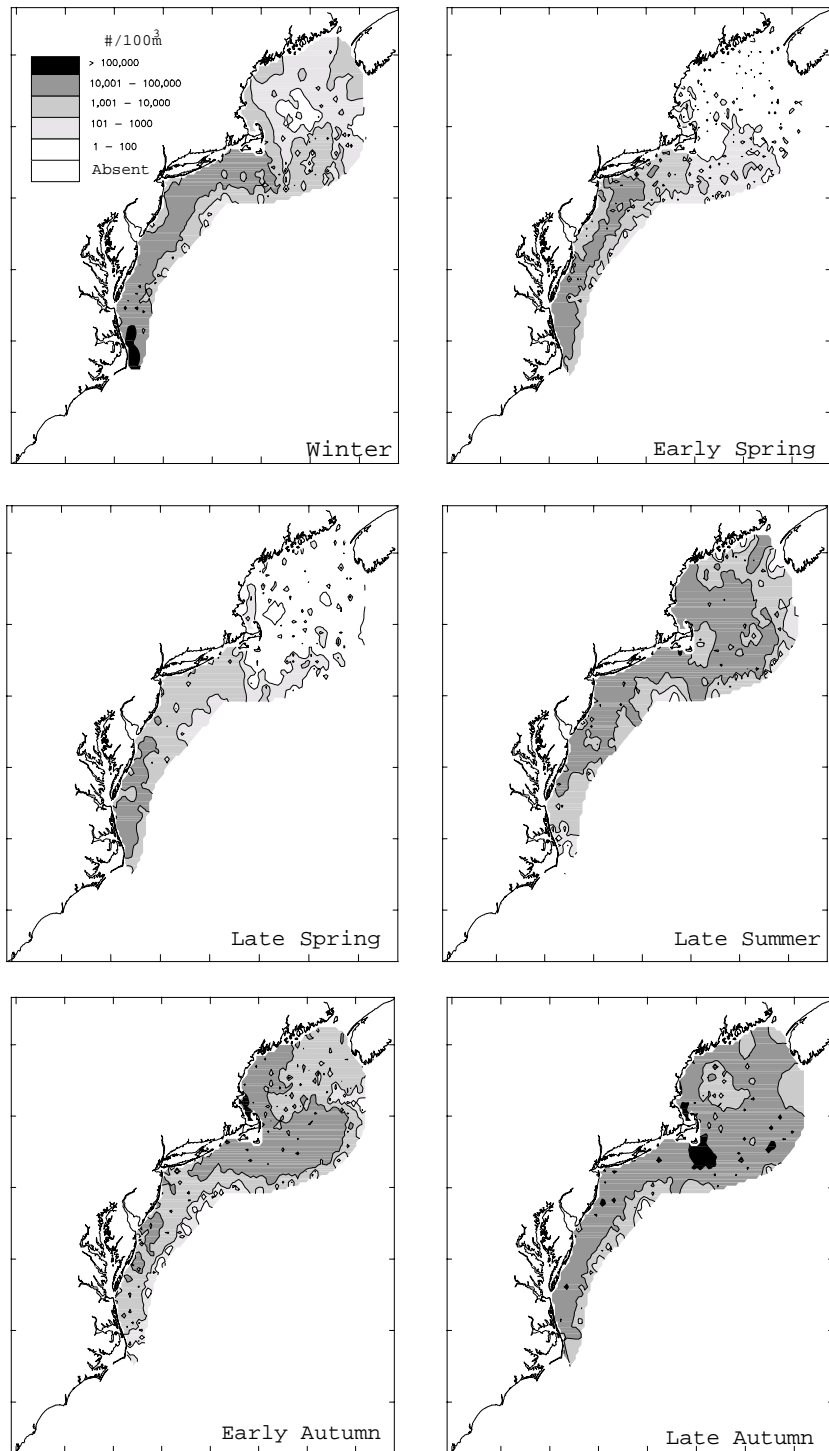 #/100m³
> 100,000
10,001 – 100,000
1,001 – 10,000
101 – 1000
1 – 100
Absent
Winter
Early Spring
Late Spring
Late Summer
Early Autumn
Late Autumn